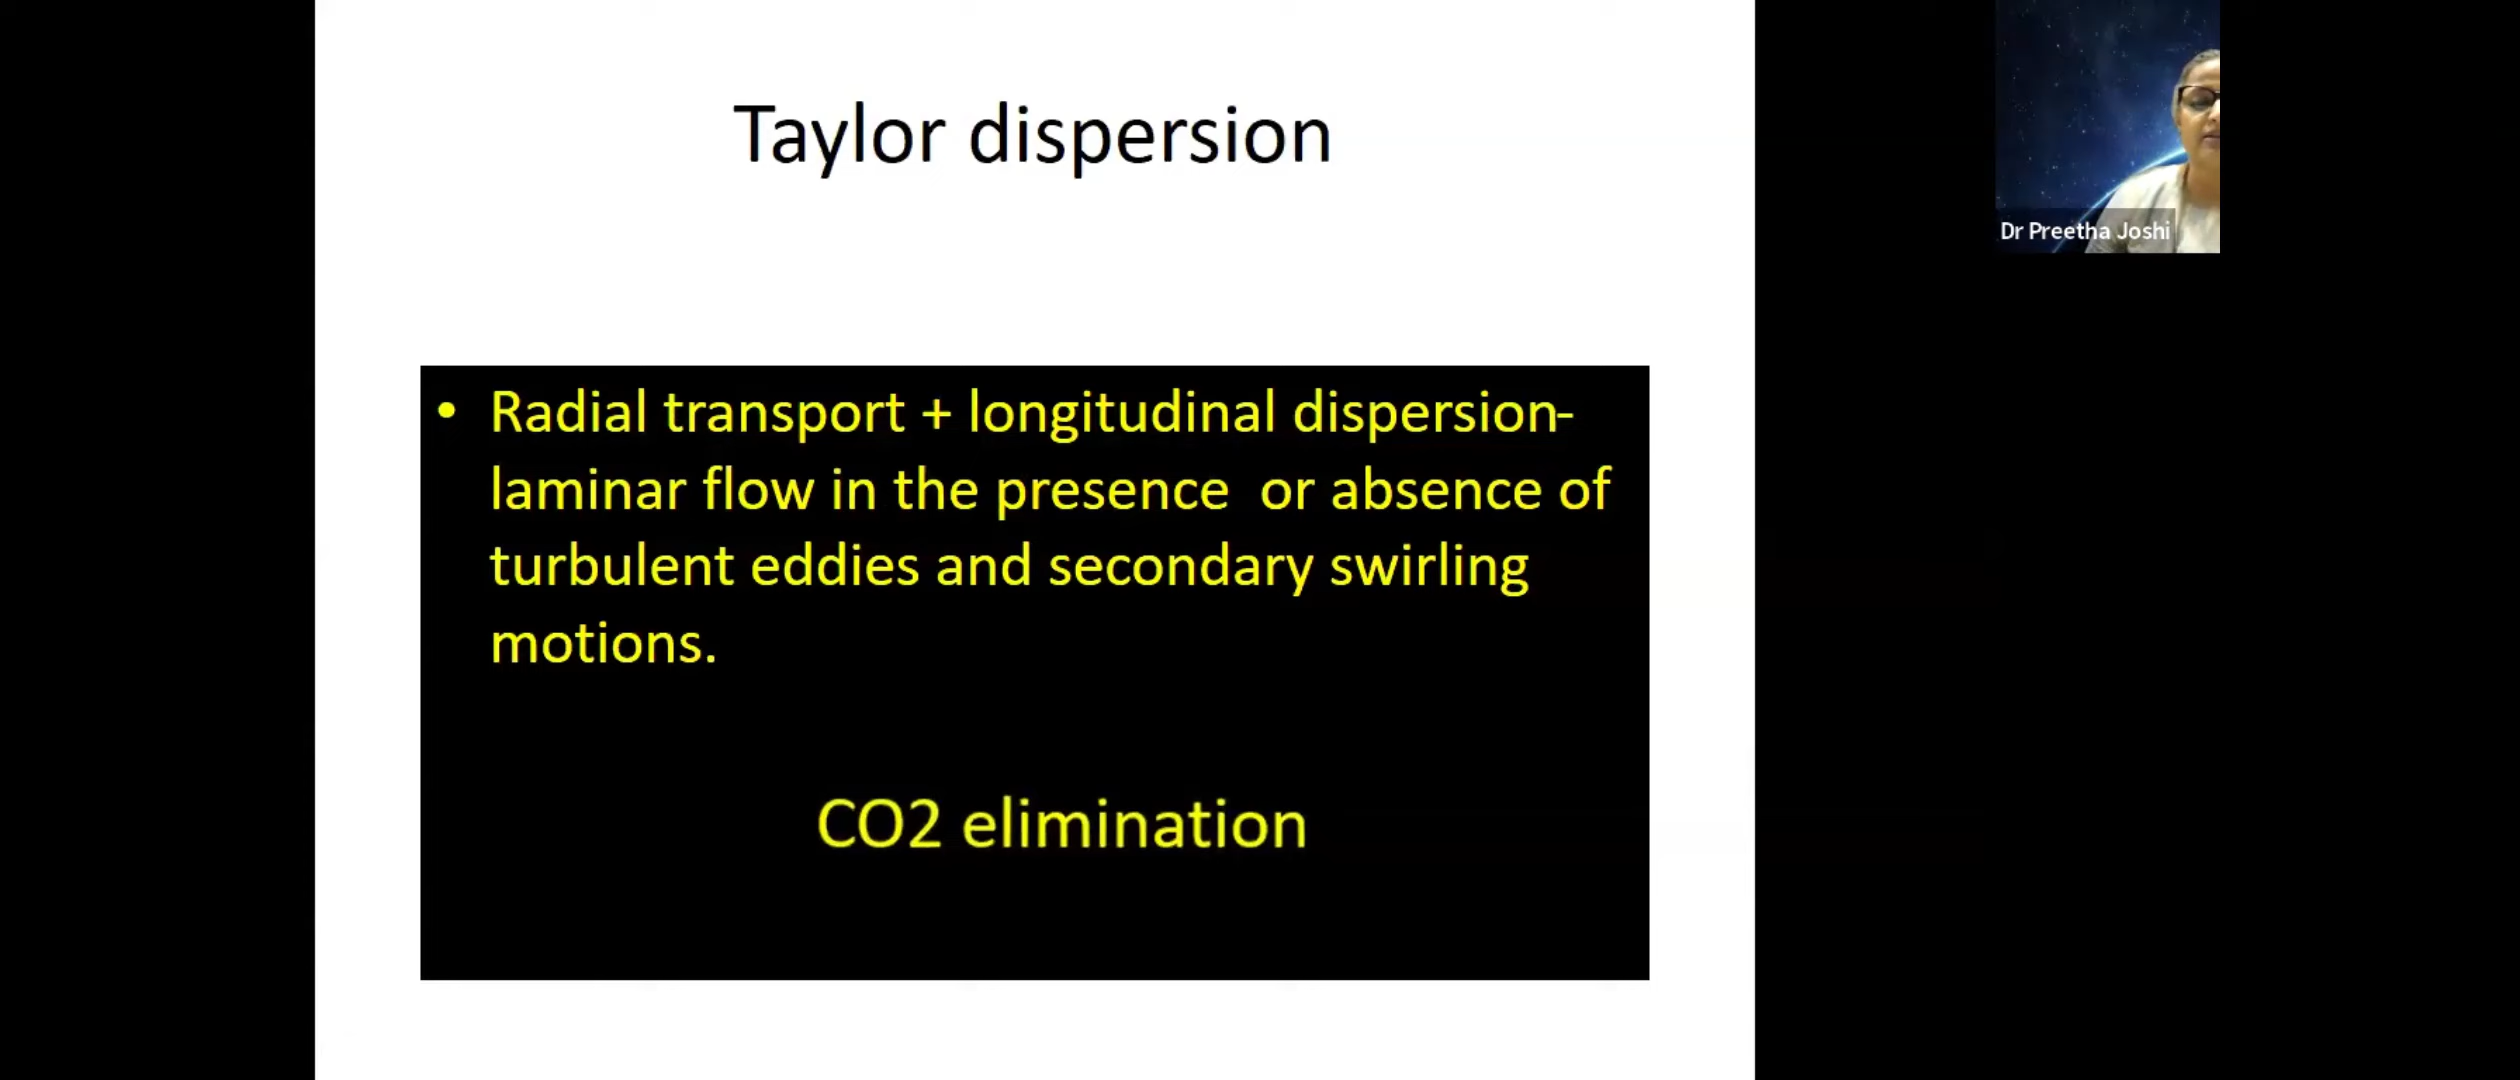 Taylor dispersion
Dr Preetha Joshi
• Radial transport + longitudinal dispersion-
laminar flow in the presence  or absence of
turbulent eddies and secondary swirling
motions.
CO2 elimination